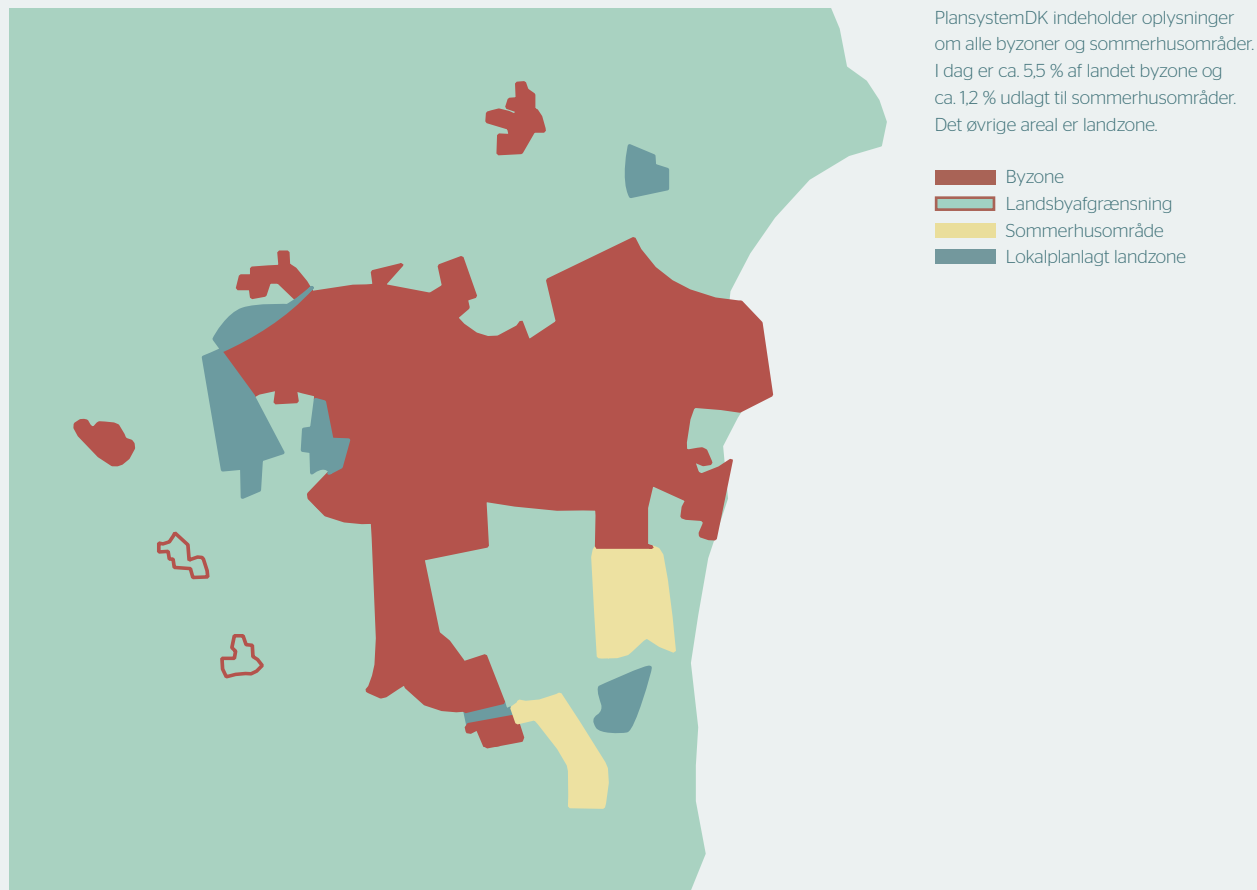 PlansystemDK indeholder oplysninger
om alle byzoner og sommerhusområder.
I dag er ca. 5,5 % af landet byzone og
ca. 1,2 % udlagt til sommerhusområder.
Det øvrige areal er landzone.
Byzone
Landsbyafgrænsning
Sommerhusområde
Lokalplanlagt landzone